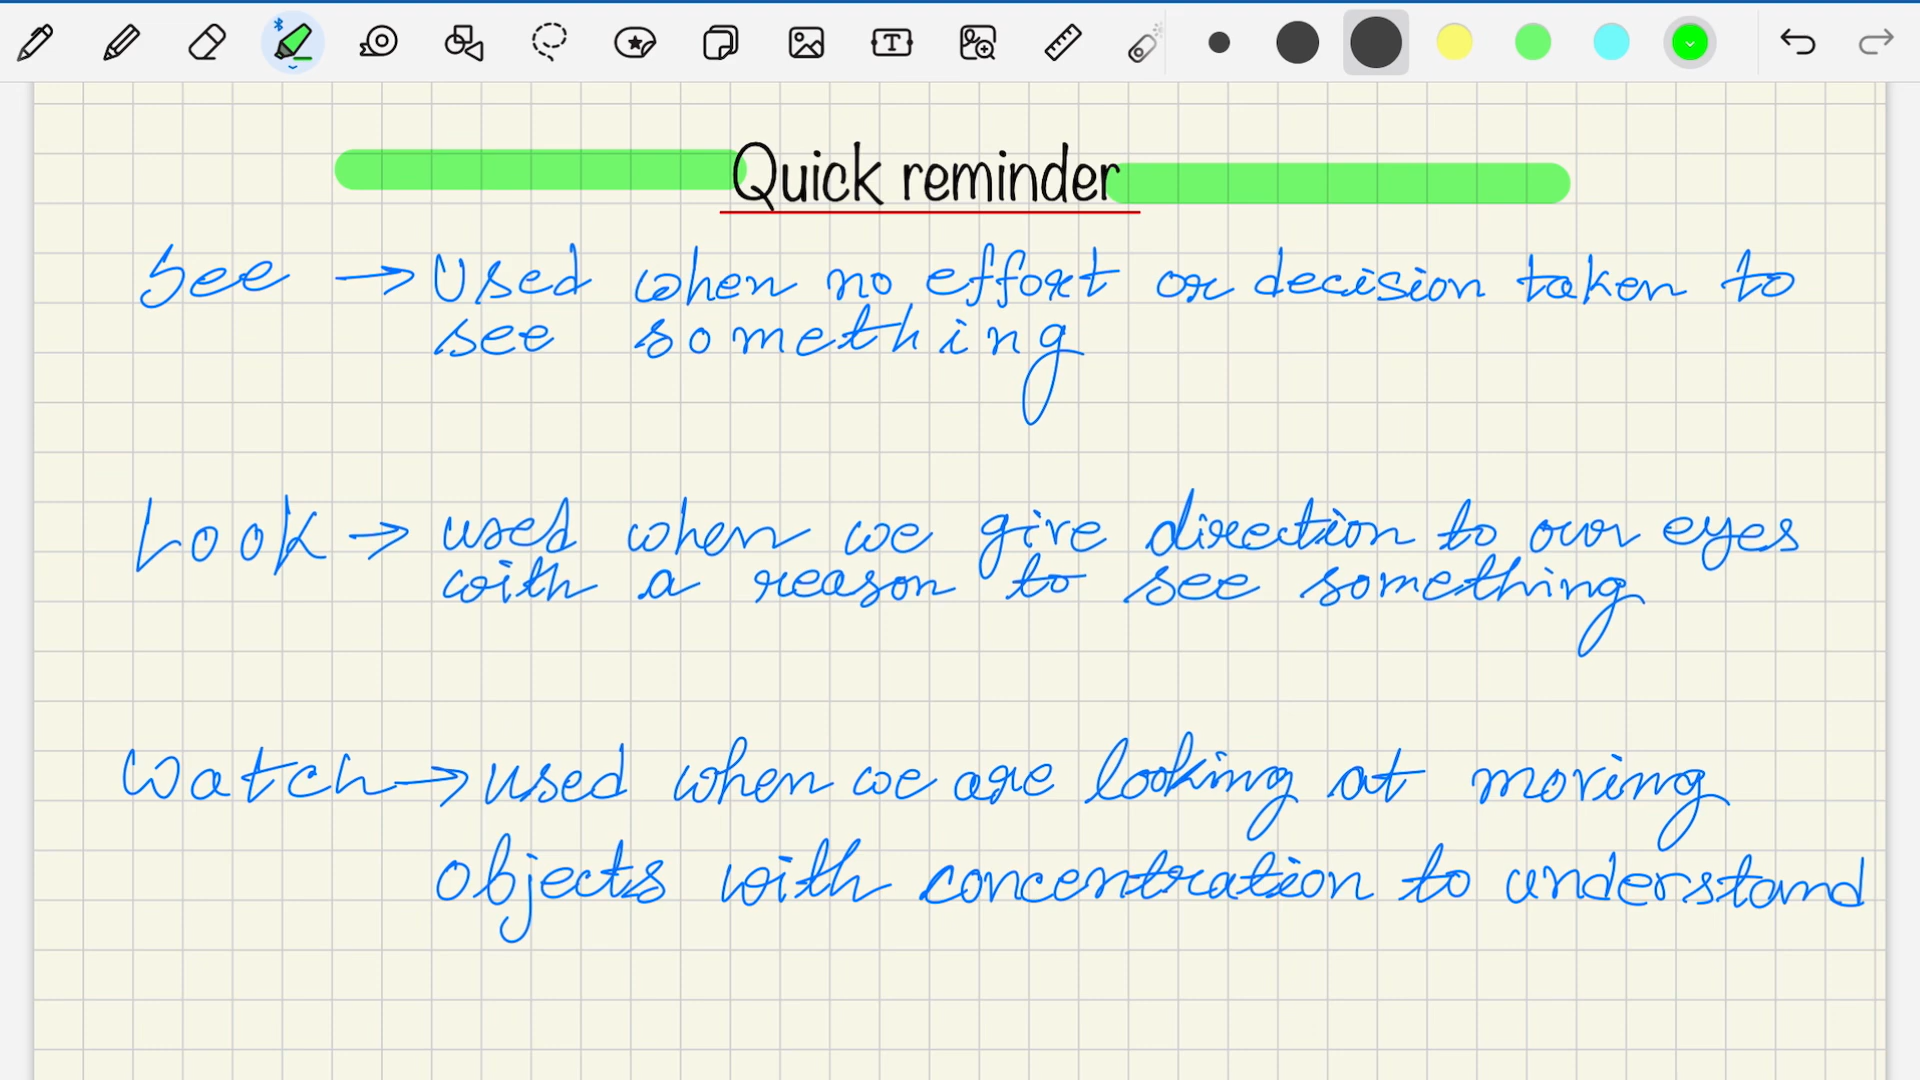 Quick reminder
See → Used when no effort or decision taken to
see something
Look → used when we give direction to our eyes
with a reason to see something
Watch → used when we are looking at moving
objects with concentration to understand